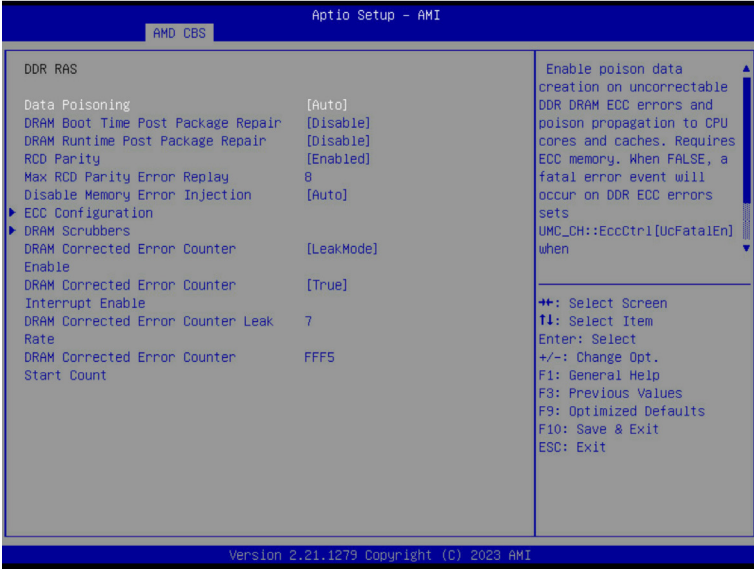 Aptio Setup - AMI
AMD CBS
DDR RAS
Data Poisoning [Auto]
DRAM Boot Time Post Package Repair [Disable]
DRAM Runtime Post Package Repair [Disable]
RCD Parity [Enabled]
Max RCD Parity Error Replay 8
Disable Memory Error Injection [Auto]
ECC Configuration
DRAM Scrubbers
DRAM Corrected Error Counter [LeakMode]
Enable
DRAM Corrected Error Counter [True]
Interrupt Enable
DRAM Corrected Error Counter Leak 7
Rate
DRAM Corrected Error Counter FFF5
Start Count
Enable poison data
creation on uncorrectable
DDR DRAM ECC errors and
poison propagation to CPU
cores and caches. Requires
ECC memory. When FALSE, a
fatal error event will
occur on DDR ECC errors
sets
UMC_CH::EccCtrl[UcFatalEn]
when
→←: Select Screen
↑↓: Select Item
Enter: Select
+/-: Change Opt.
F1: General Help
F3: Previous Values
F9: Optimized Defaults
F10: Save & Exit
ESC: Exit
Version 2.21.1279 Copyright (C) 2023 AMI